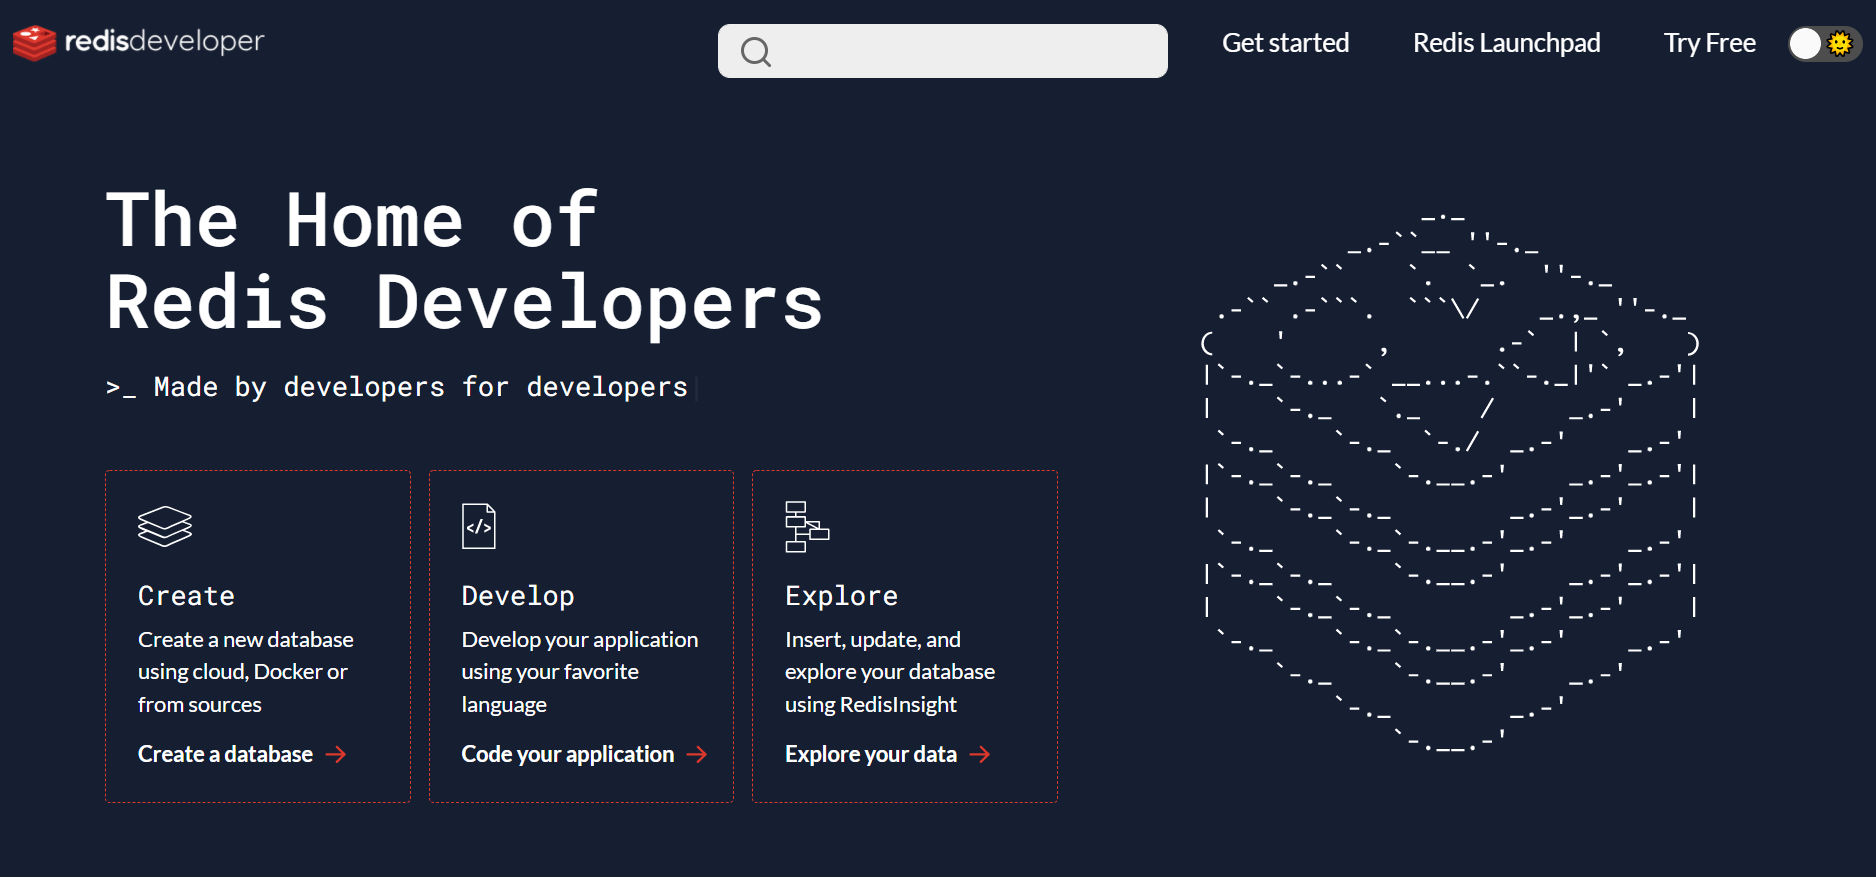 redisdeveloper
Get started
Redis Launchpad
Try Free
The Home of
Redis Developers
>_ Made by developers for developers
</>
Create
Create a new database
using cloud, Docker or
from sources
Create a database →
Develop
Develop your application
using your favorite
language
Code your application →
Explore
Insert, update, and
explore your database
using RedisInsight
Explore your data →